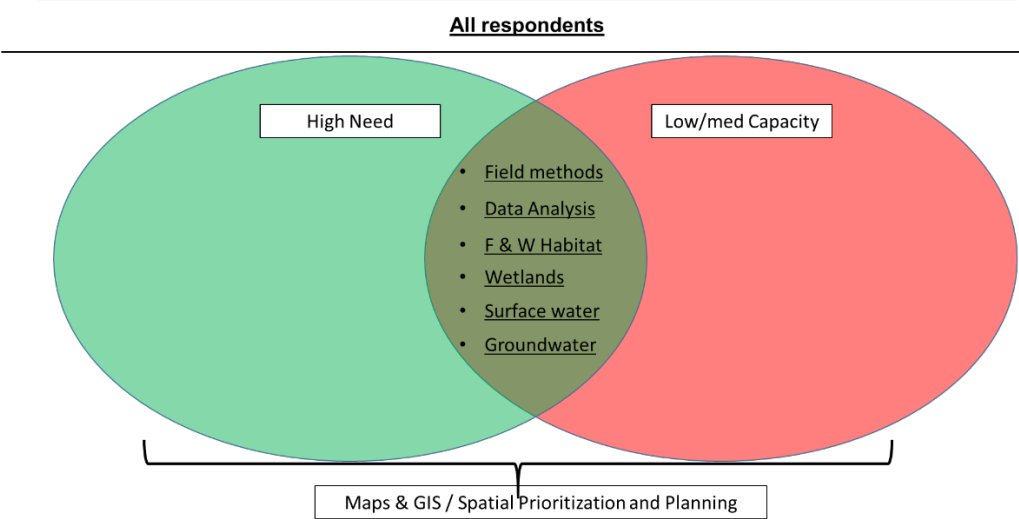 All respondents
High Need
Low/med Capacity
• Field methods
• Data Analysis
• F & W Habitat
• Wetlands
• Surface water
• Groundwater
Maps & GIS / Spatial Prioritization and Planning